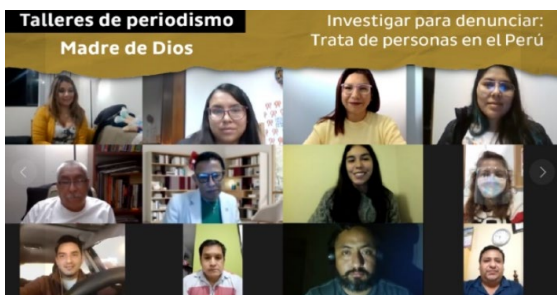 Talleres de periodismo
Madre de Dios
Investigar para denunciar:
Trata de personas en el Perú